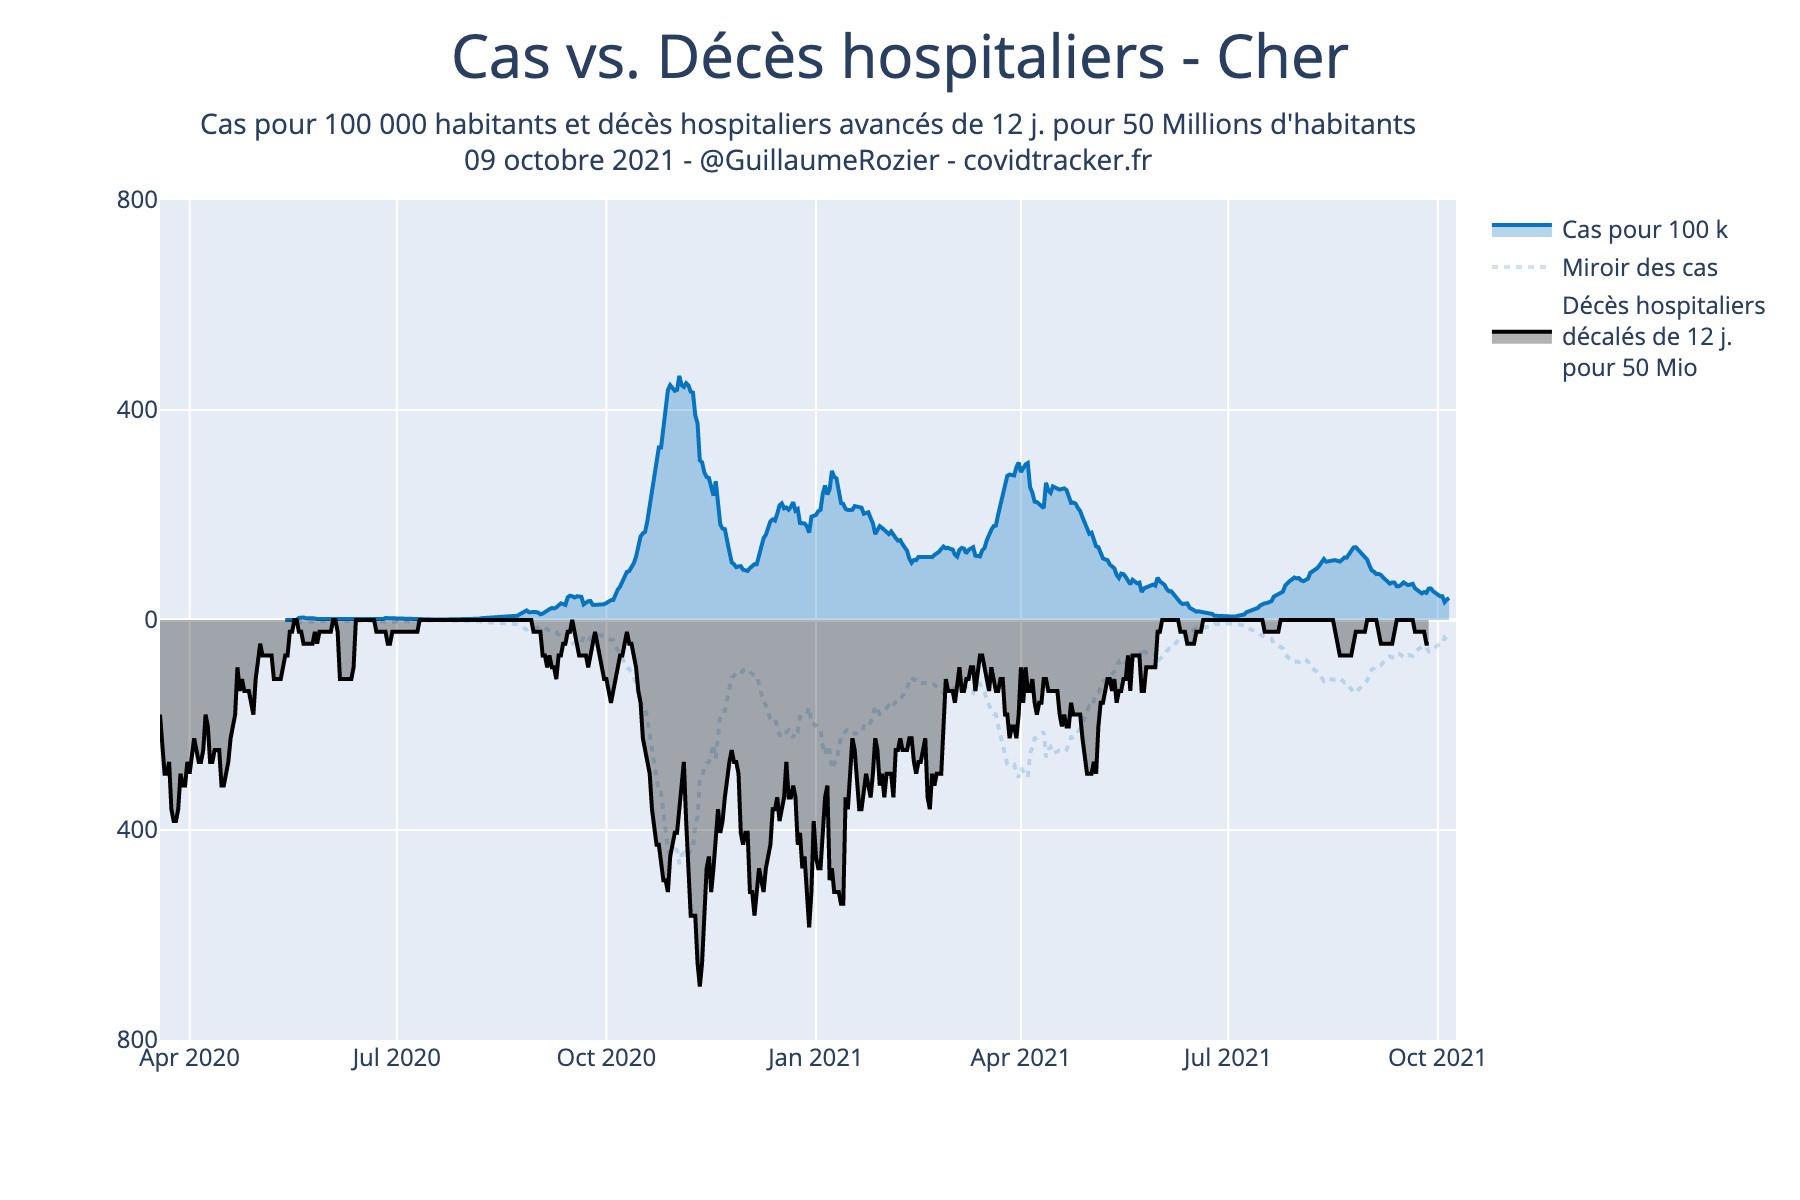 Cas vs. Décès hospitaliers - Cher
Cas pour 100 000 habitants et décès hospitaliers avancés de 12 j. pour 50 Millions d'habitants
09 octobre 2021 - @GuillaumeRozier - covidtracker.fr
800
400
0
400
800
Apr 2020
Jul 2020
Oct 2020
Jan 2021
Apr 2021
Jul 2021
Oct 2021
Cas pour 100 k
Miroir des cas
Décès hospitaliers
décalés de 12 j.
pour 50 Mio